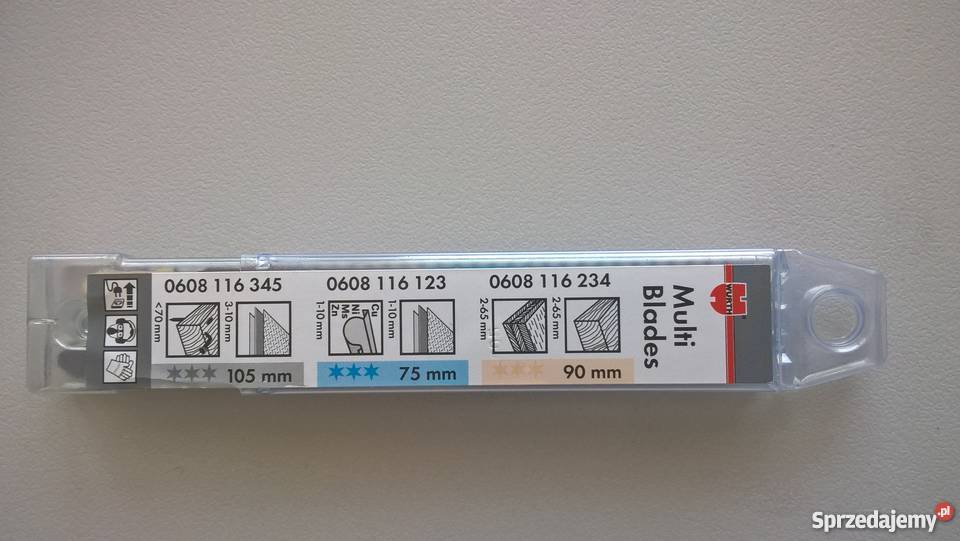 WÜRTH
Multi
Blades
0608 116 345
<70 mm
3-10 mm
105 mm
0608 116 123
1-10 mm
Ms
Zn
Ni
Cu
1-10 mm
75 mm
0608 116 234
2-65 mm
2-65 mm
90 mm
Sprzedajemy.pl